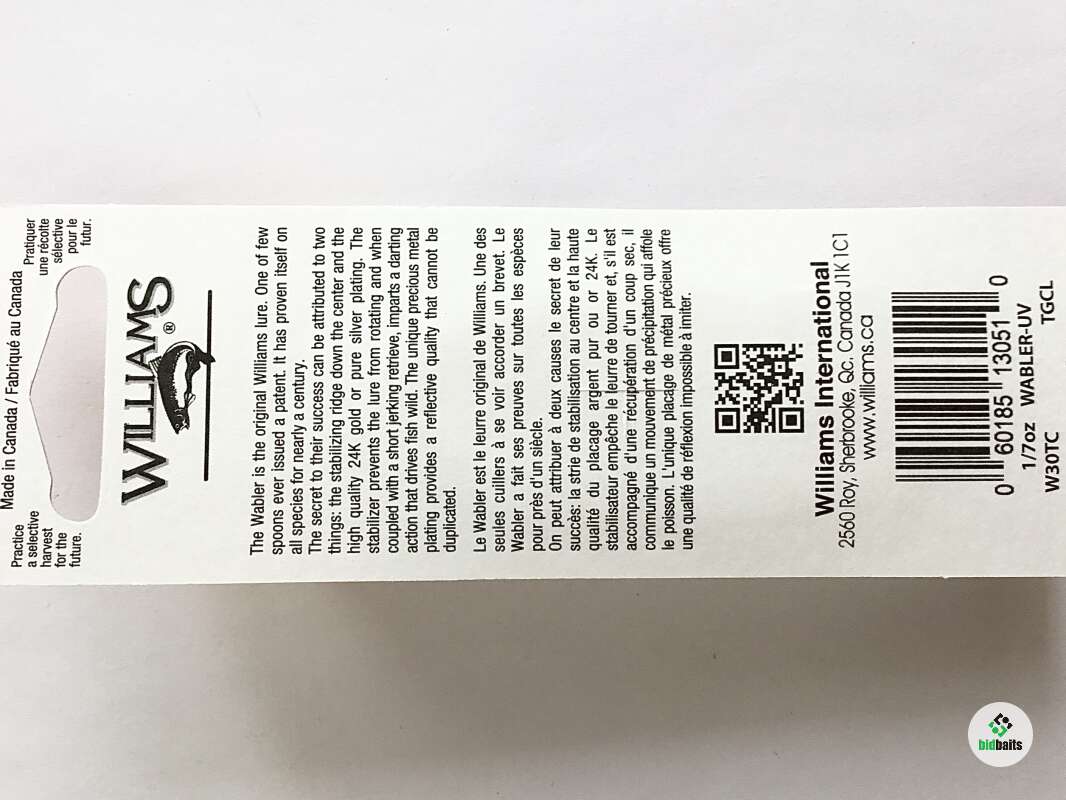 Made in Canada / Fabriqué au Canada
Practice
a selective
harvest
for the
future.
Pratiquer
une récolte
sélective
pour le
futur.
WILLIAMS®
The Wabler is the original Williams lure. One of few
spoons ever issued a patent. It has proven itself on
all species for nearly a century.
The secret to their success can be attributed to two
things: the stabilizing ridge down the center and the
high quality 24K gold or pure silver plating. The
stabilizer prevents the lure from rotating and when
coupled with a short jerking retrieve, imparts a darting
action that drives fish wild. The unique precious metal
plating provides a reflective quality that cannot be
duplicated.
Le Wabler est le leurre original de Williams. Une des
seules cuillers à se voir accorder un brevet. Le
Wabler a fait ses preuves sur toutes les espèces
pour près d'un siècle.
On peut attribuer à deux causes le secret de leur
succès: la strie de stabilisation au centre et la haute
qualité du placage argent pur ou or 24K. Le
stabilisateur empêche le leurre de tourner et, s'il est
accompagné d'une récupération d'un coup sec, il
communique un mouvement de précipitation qui affole
le poisson. L'unique placage de métal précieux offre
une qualité de réflexion impossible à imiter.
Williams International
2560 Roy, Sherbrooke, Qc. Canada J1K 1C1
www.williams.ca
0 60185 13051 0
1/7oz WABLER-UV
W30TC TGCL
bidbaits